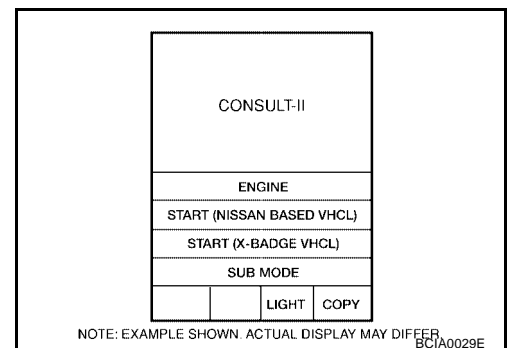 CONSULT-II
ENGINE
START (NISSAN BASED VHCL)
START (X-BADGE VHCL)
SUB MODE
LIGHT COPY
NOTE: EXAMPLE SHOWN. ACTUAL DISPLAY MAY DIFFER.
BCIA0029E